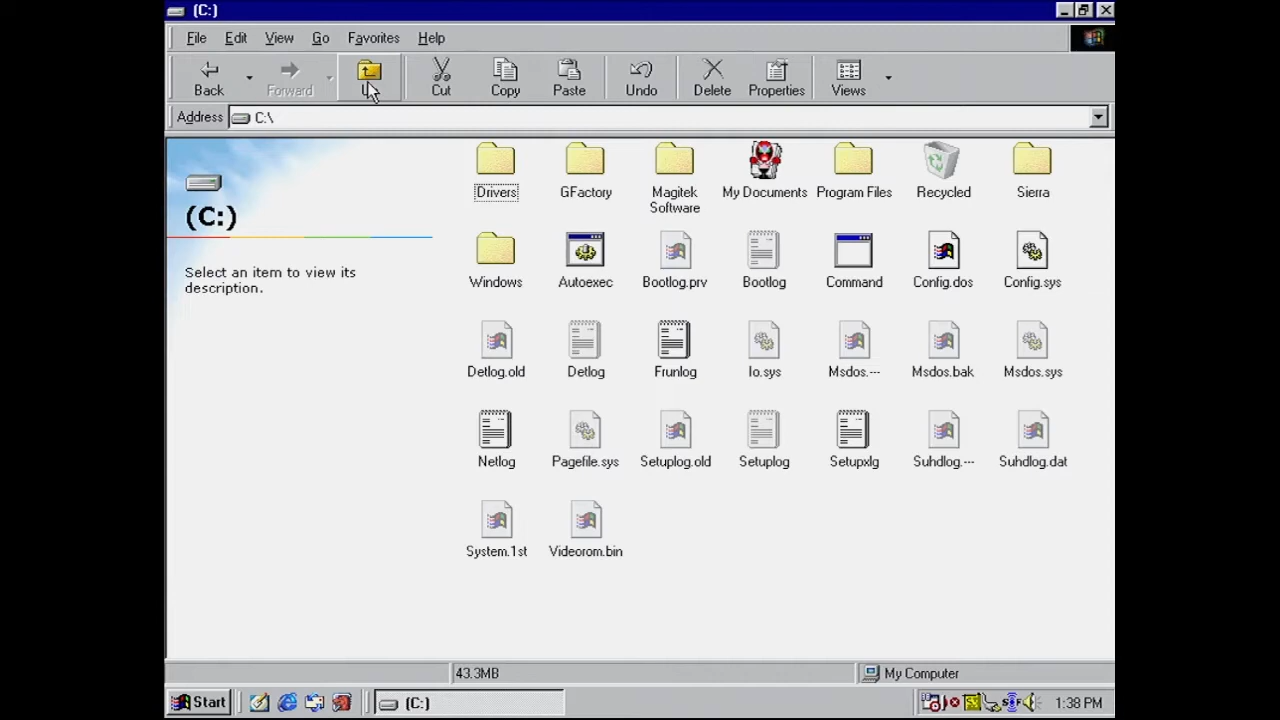 (C:)
File Edit View Go Favorites Help
Back Forward Cut Copy Paste Undo Delete Properties Views
Address C:\
(C:)
Select an item to view its
description.
Drivers GFactory Magitek Software My Documents Program Files Recycled Sierra
Windows Autoexec Bootlog.prv Bootlog Command Config.dos Config.sys
Detlog.old Detlog Frunlog Io.sys Msdos.--- Msdos.bak Msdos.sys
Netlog Pagefile.sys Setuplog.old Setuplog Setupxlg Suhdlog.--- Suhdlog.dat
System.1st Videorom.bin
43.3MB My Computer
Start (C:) 1:38 PM